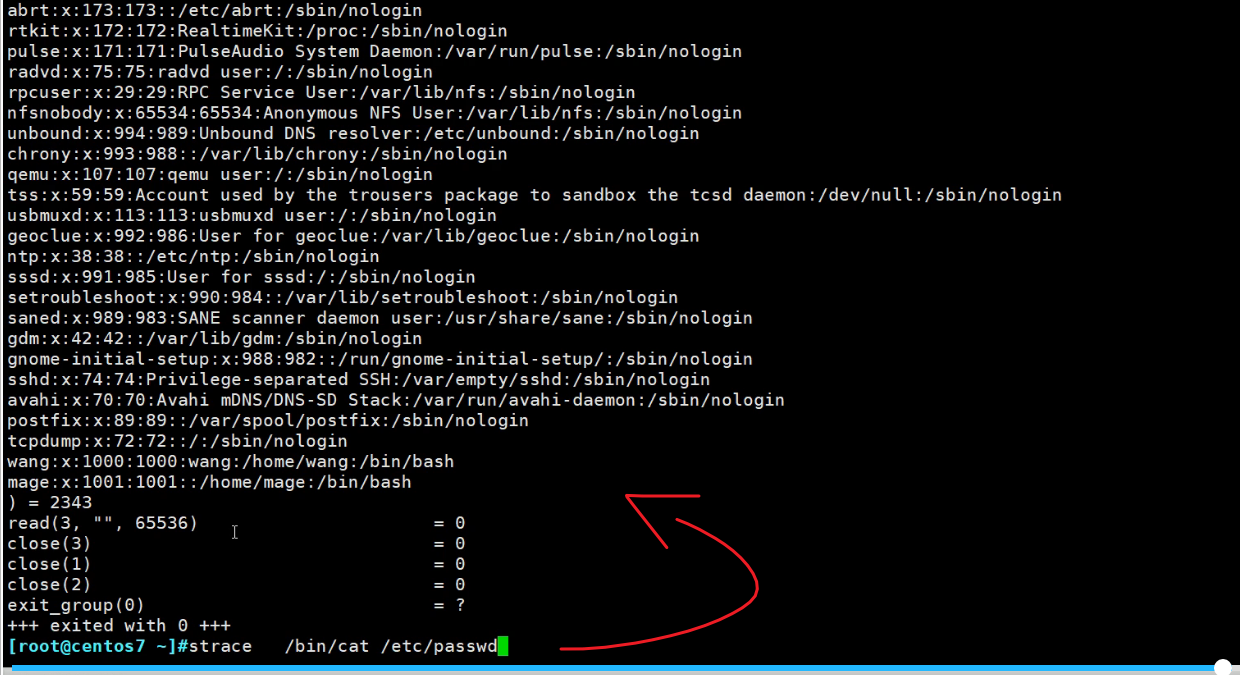 abrt:x:173:173::/etc/abrt:/sbin/nologin
rtkit:x:172:172:RealtimeKit:/proc:/sbin/nologin
pulse:x:171:171:PulseAudio System Daemon:/var/run/pulse:/sbin/nologin
radvd:x:75:75:radvd user:/:/sbin/nologin
rpcuser:x:29:29:RPC Service User:/var/lib/nfs:/sbin/nologin
nfsnobody:x:65534:65534:Anonymous NFS User:/var/lib/nfs:/sbin/nologin
unbound:x:994:989:Unbound DNS resolver:/etc/unbound:/sbin/nologin
chrony:x:993:988::/var/lib/chrony:/sbin/nologin
qemu:x:107:107:qemu user:/:/sbin/nologin
tss:x:59:59:Account used by the trousers package to sandbox the tcsd daemon:/dev/null:/sbin/nologin
usbmuxd:x:113:113:usbmuxd user:/:/sbin/nologin
geoclue:x:992:986:User for geoclue:/var/lib/geoclue:/sbin/nologin
ntp:x:38:38::/etc/ntp:/sbin/nologin
sssd:x:991:985:User for sssd:/:/sbin/nologin
setroubleshoot:x:990:984::/var/lib/setroubleshoot:/sbin/nologin
saned:x:989:983:SANE scanner daemon user:/usr/share/sane:/sbin/nologin
gdm:x:42:42::/var/lib/gdm:/sbin/nologin
gnome-initial-setup:x:988:982::/run/gnome-initial-setup/:/sbin/nologin
sshd:x:74:74:Privilege-separated SSH:/var/empty/sshd:/sbin/nologin
avahi:x:70:70:Avahi mDNS/DNS-SD Stack:/var/run/avahi-daemon:/sbin/nologin
postfix:x:89:89::/var/spool/postfix:/sbin/nologin
tcpdump:x:72:72::/:/sbin/nologin
wang:x:1000:1000:wang:/home/wang:/bin/bash
mage:x:1001:1001::/home/mage:/bin/bash
) = 2343
read(3, "", 65536)                      = 0
close(3)                                = 0
close(1)                                = 0
close(2)                                = 0
exit_group(0)                           = ?
+++ exited with 0 +++
[root@centos7 ~]#strace   /bin/cat /etc/passwd